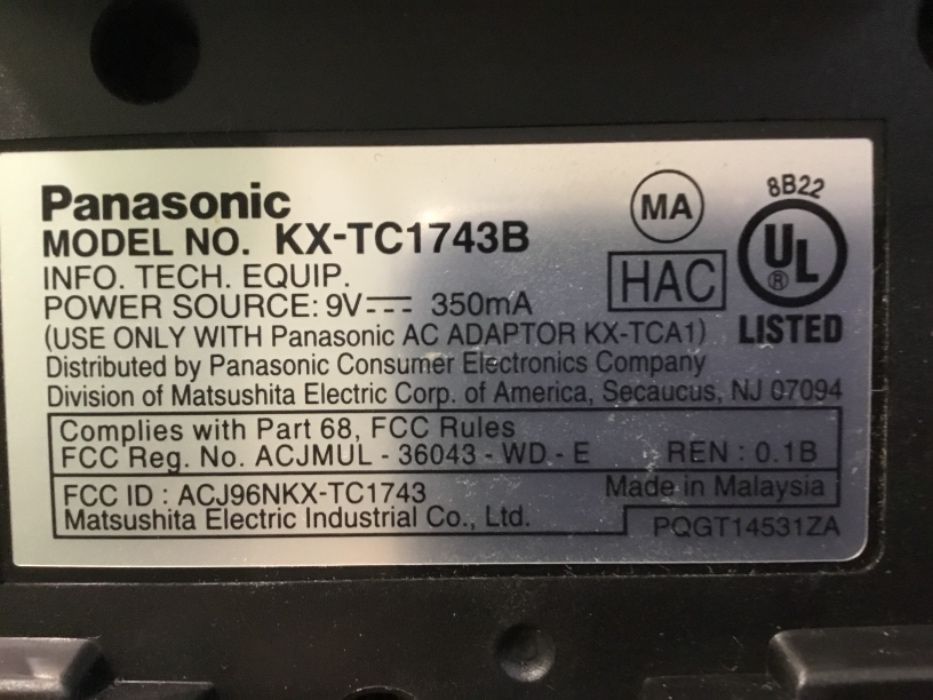 Panasonic
MODEL NO. KX-TC1743B
INFO. TECH. EQUIP.
POWER SOURCE: 9V⎓ 350mA
(USE ONLY WITH Panasonic AC ADAPTOR KX-TCA1)
Distributed by Panasonic Consumer Electronics Company
Division of Matsushita Electric Corp. of America, Secaucus, NJ 07094
MA
HAC
8B22
UL
®
LISTED
Complies with Part 68, FCC Rules
FCC Reg. No. ACJMUL - 36043 - WD - E REN : 0.1B
FCC ID : ACJ96NKX-TC1743 Made in Malaysia
Matsushita Electric Industrial Co., Ltd.
PQGT14531ZA